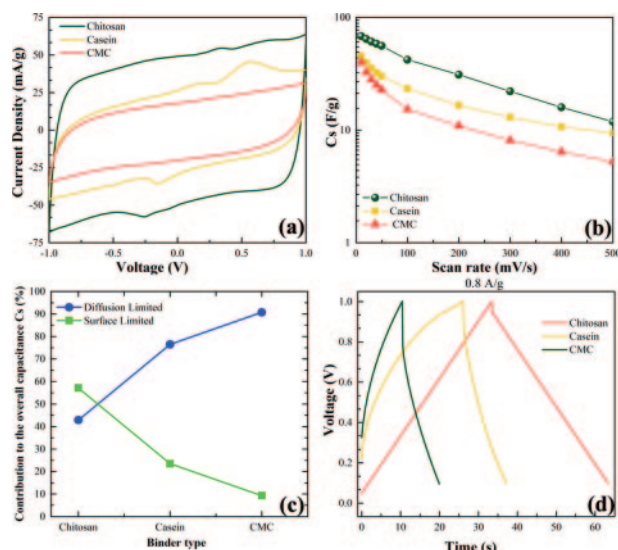 Chitosan
Casein
CMC
75
50
25
0
-25
-50
-75
Current Density (mA/g)
-1.0
-0.5
0.0
0.5
1.0
Voltage (V)
(a)
100
10
1
Cs (F/g)
Chitosan
Casein
CMC
0
100
200
300
400
500
Scan rate (mV/s)
(b)
Diffusion Limited
Surface Limited
100
90
80
70
60
50
40
30
20
10
0
Contribution to the overall capacitance Cs (%)
Chitosan
Casein
CMC
Binder type
(c)
0.8 A/g
Chitosan
Casein
CMC
1.0
0.8
0.6
0.4
0.2
0.0
Voltage (V)
0
10
20
30
40
50
60
Time (s)
(d)